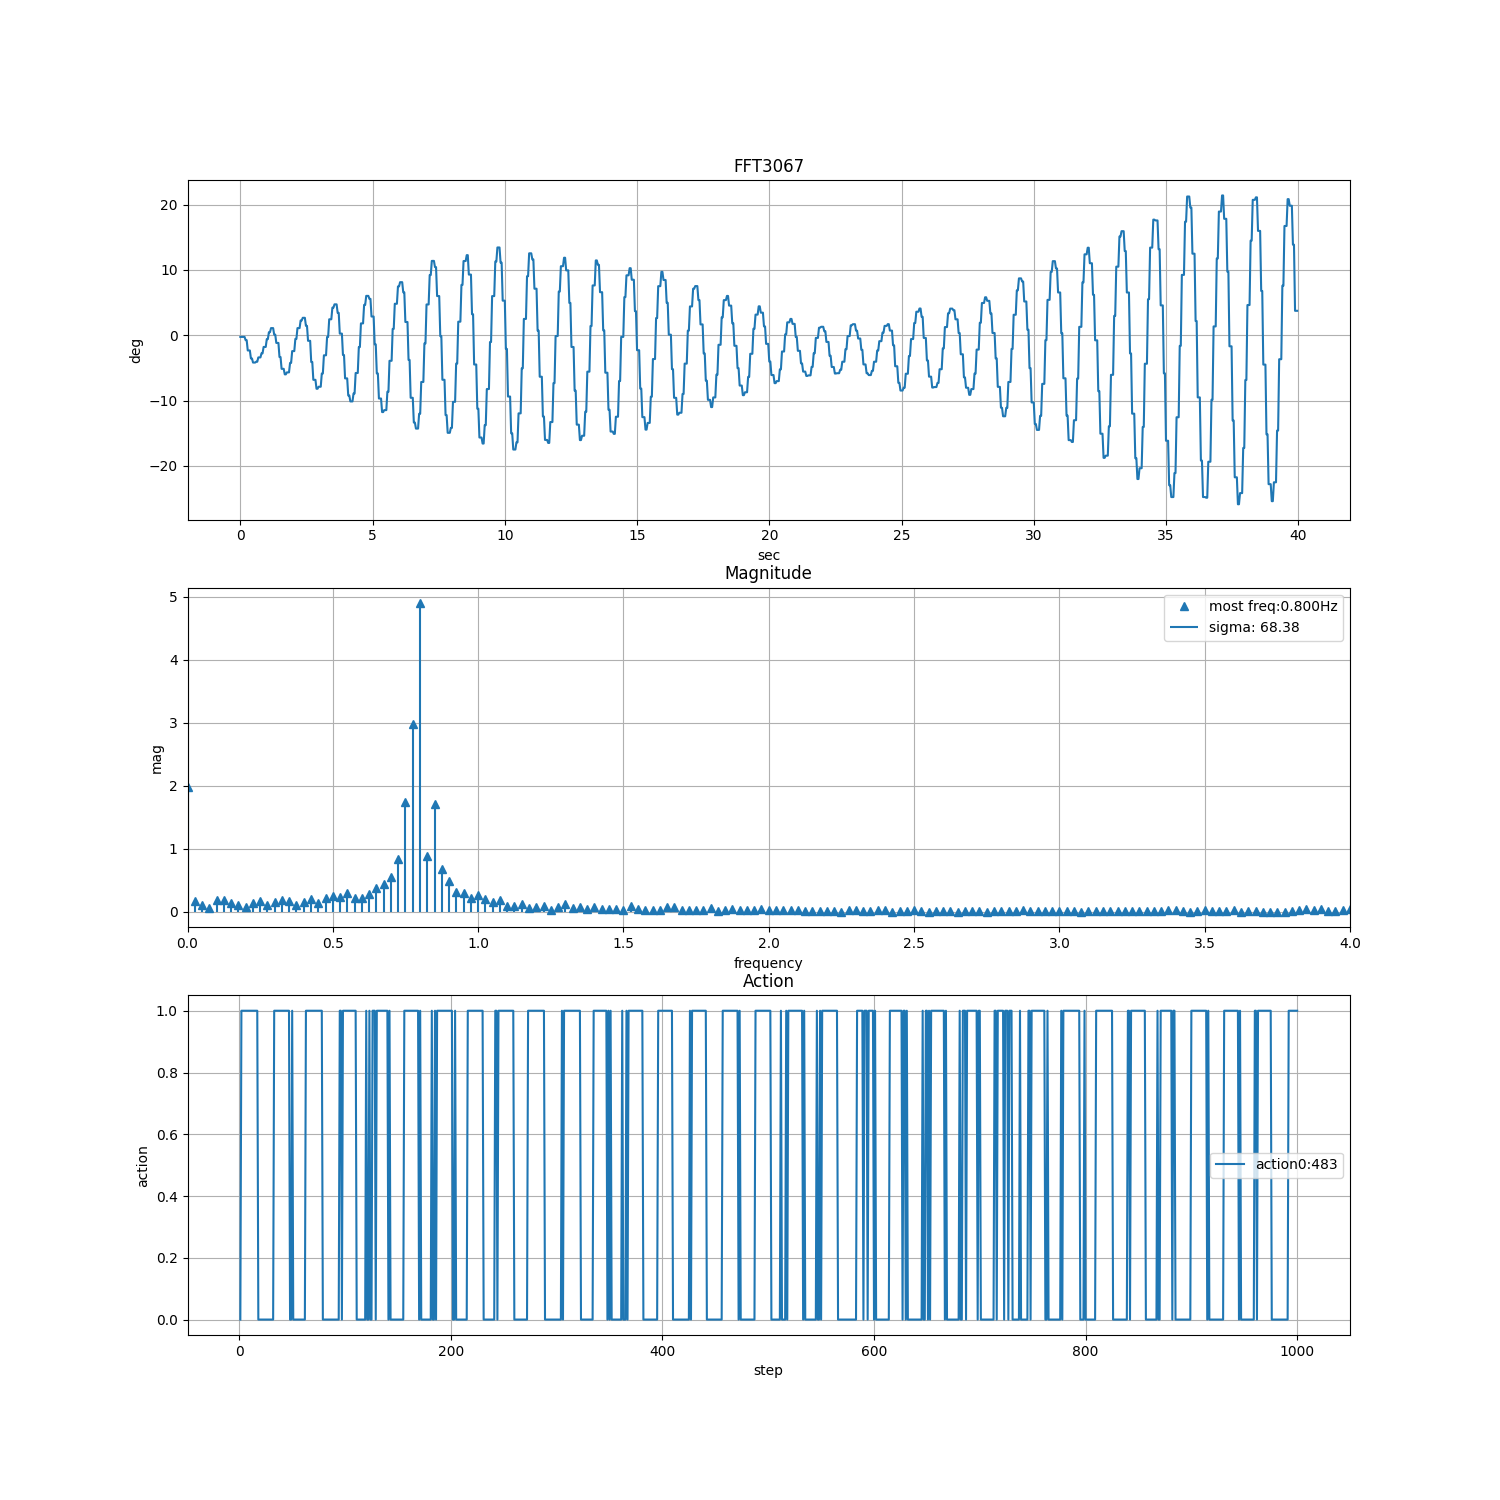 FFT3067
20
10
0
−10
−20
deg
0 5 10 15 20 25 30 35 40
sec
Magnitude
5
4
3
2
1
0
mag
most freq:0.800Hz
sigma: 68.38
0.0 0.5 1.0 1.5 2.0 2.5 3.0 3.5 4.0
frequency
Action
1.0
0.8
0.6
0.4
0.2
0.0
action
action0:483
0 200 400 600 800 1000
step